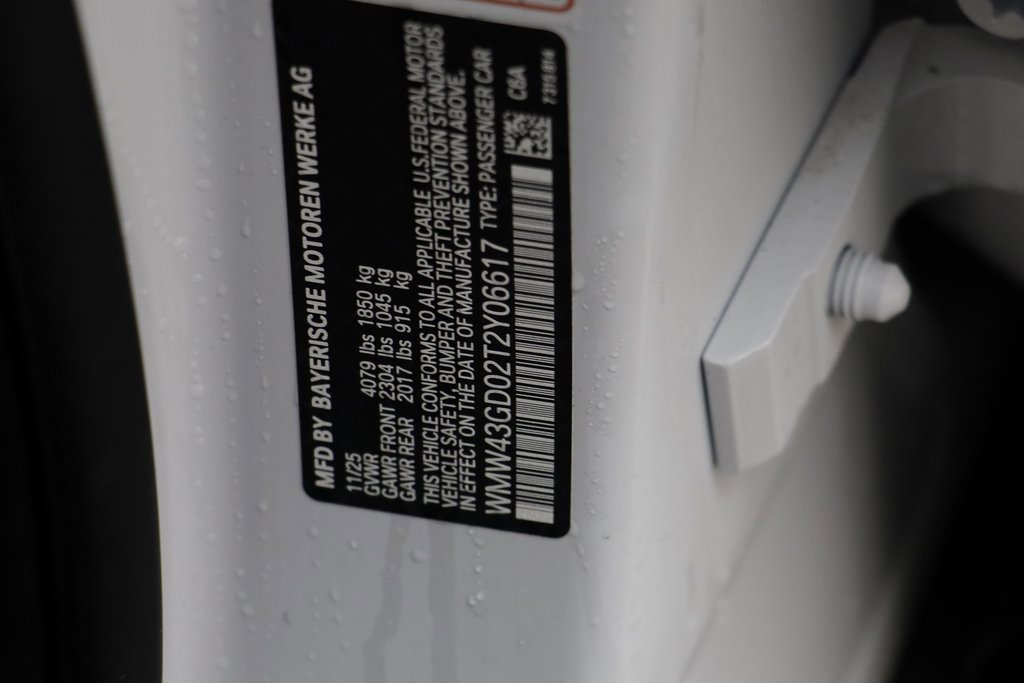 MFD BY BAYERISCHE MOTOREN WERKE AG
11/25
GVWR 4079 lbs 1850 kg
GAWR FRONT 2304 lbs 1045 kg
GAWR REAR 2017 lbs 915 kg
THIS VEHICLE CONFORMS TO ALL APPLICABLE U.S.FEDERAL MOTOR
VEHICLE SAFETY, BUMPER AND THEFT PREVENTION STANDARDS
IN EFFECT ON THE DATE OF MANUFACTURE SHOWN ABOVE.
WMW43GD02T2Y06617 TYPE: PASSENGER CAR
C6A